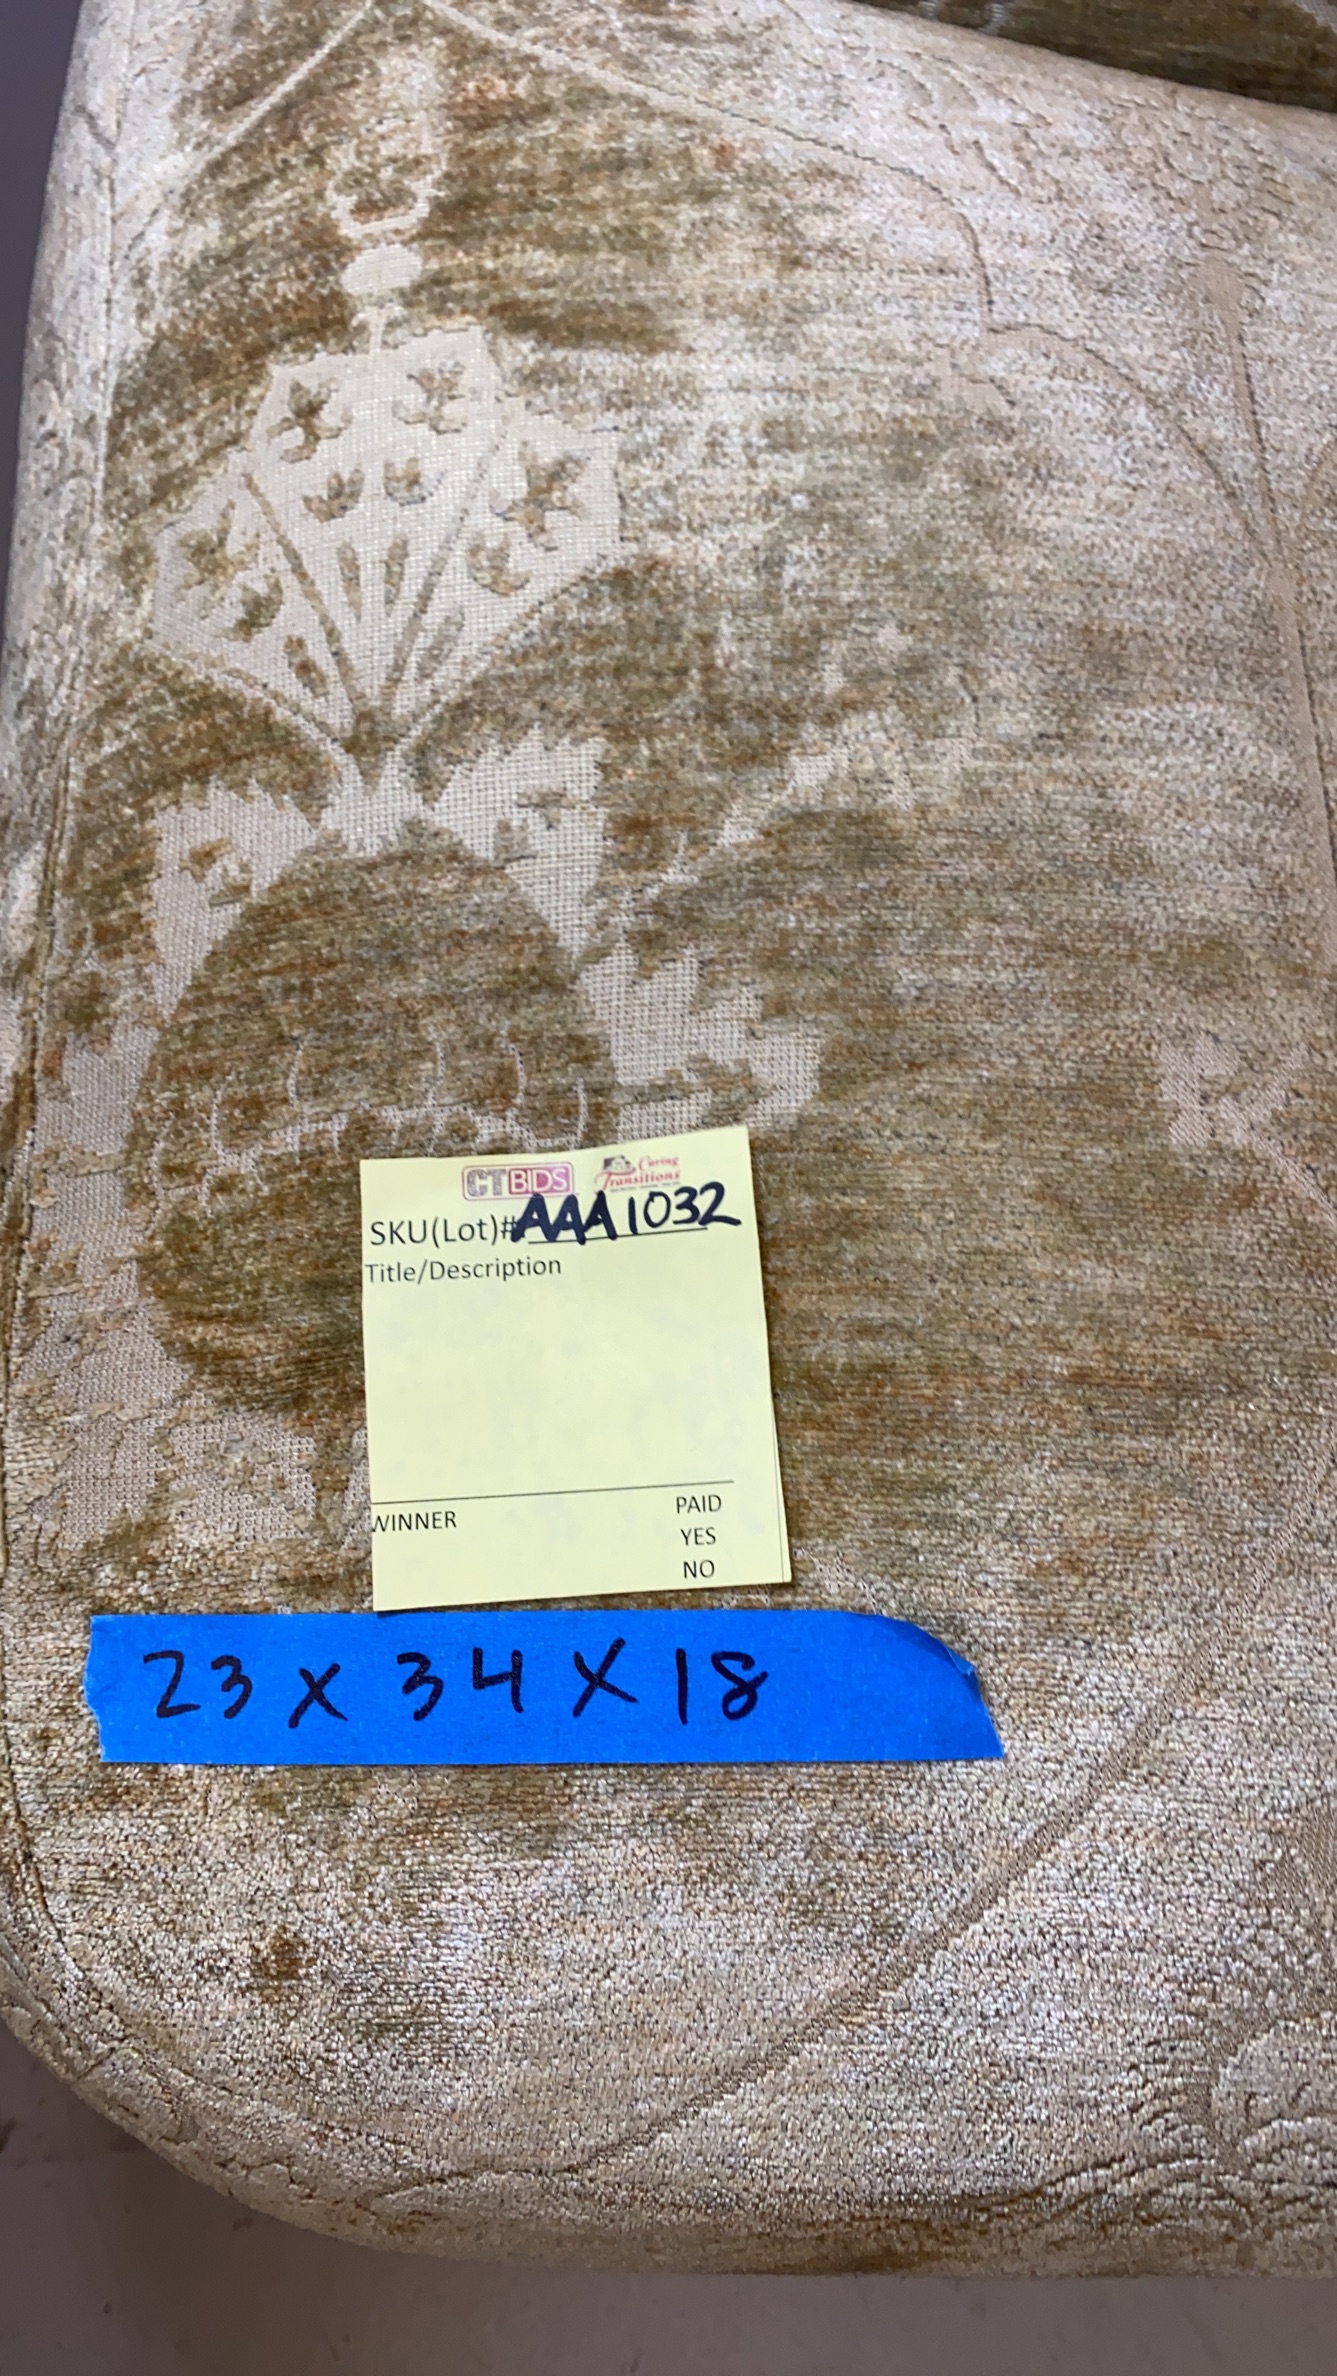 CTBIDS Caring Transitions
SKU(Lot)# AAA1032
Title/Description
WINNER PAID
YES
NO
23 x 34 x 18